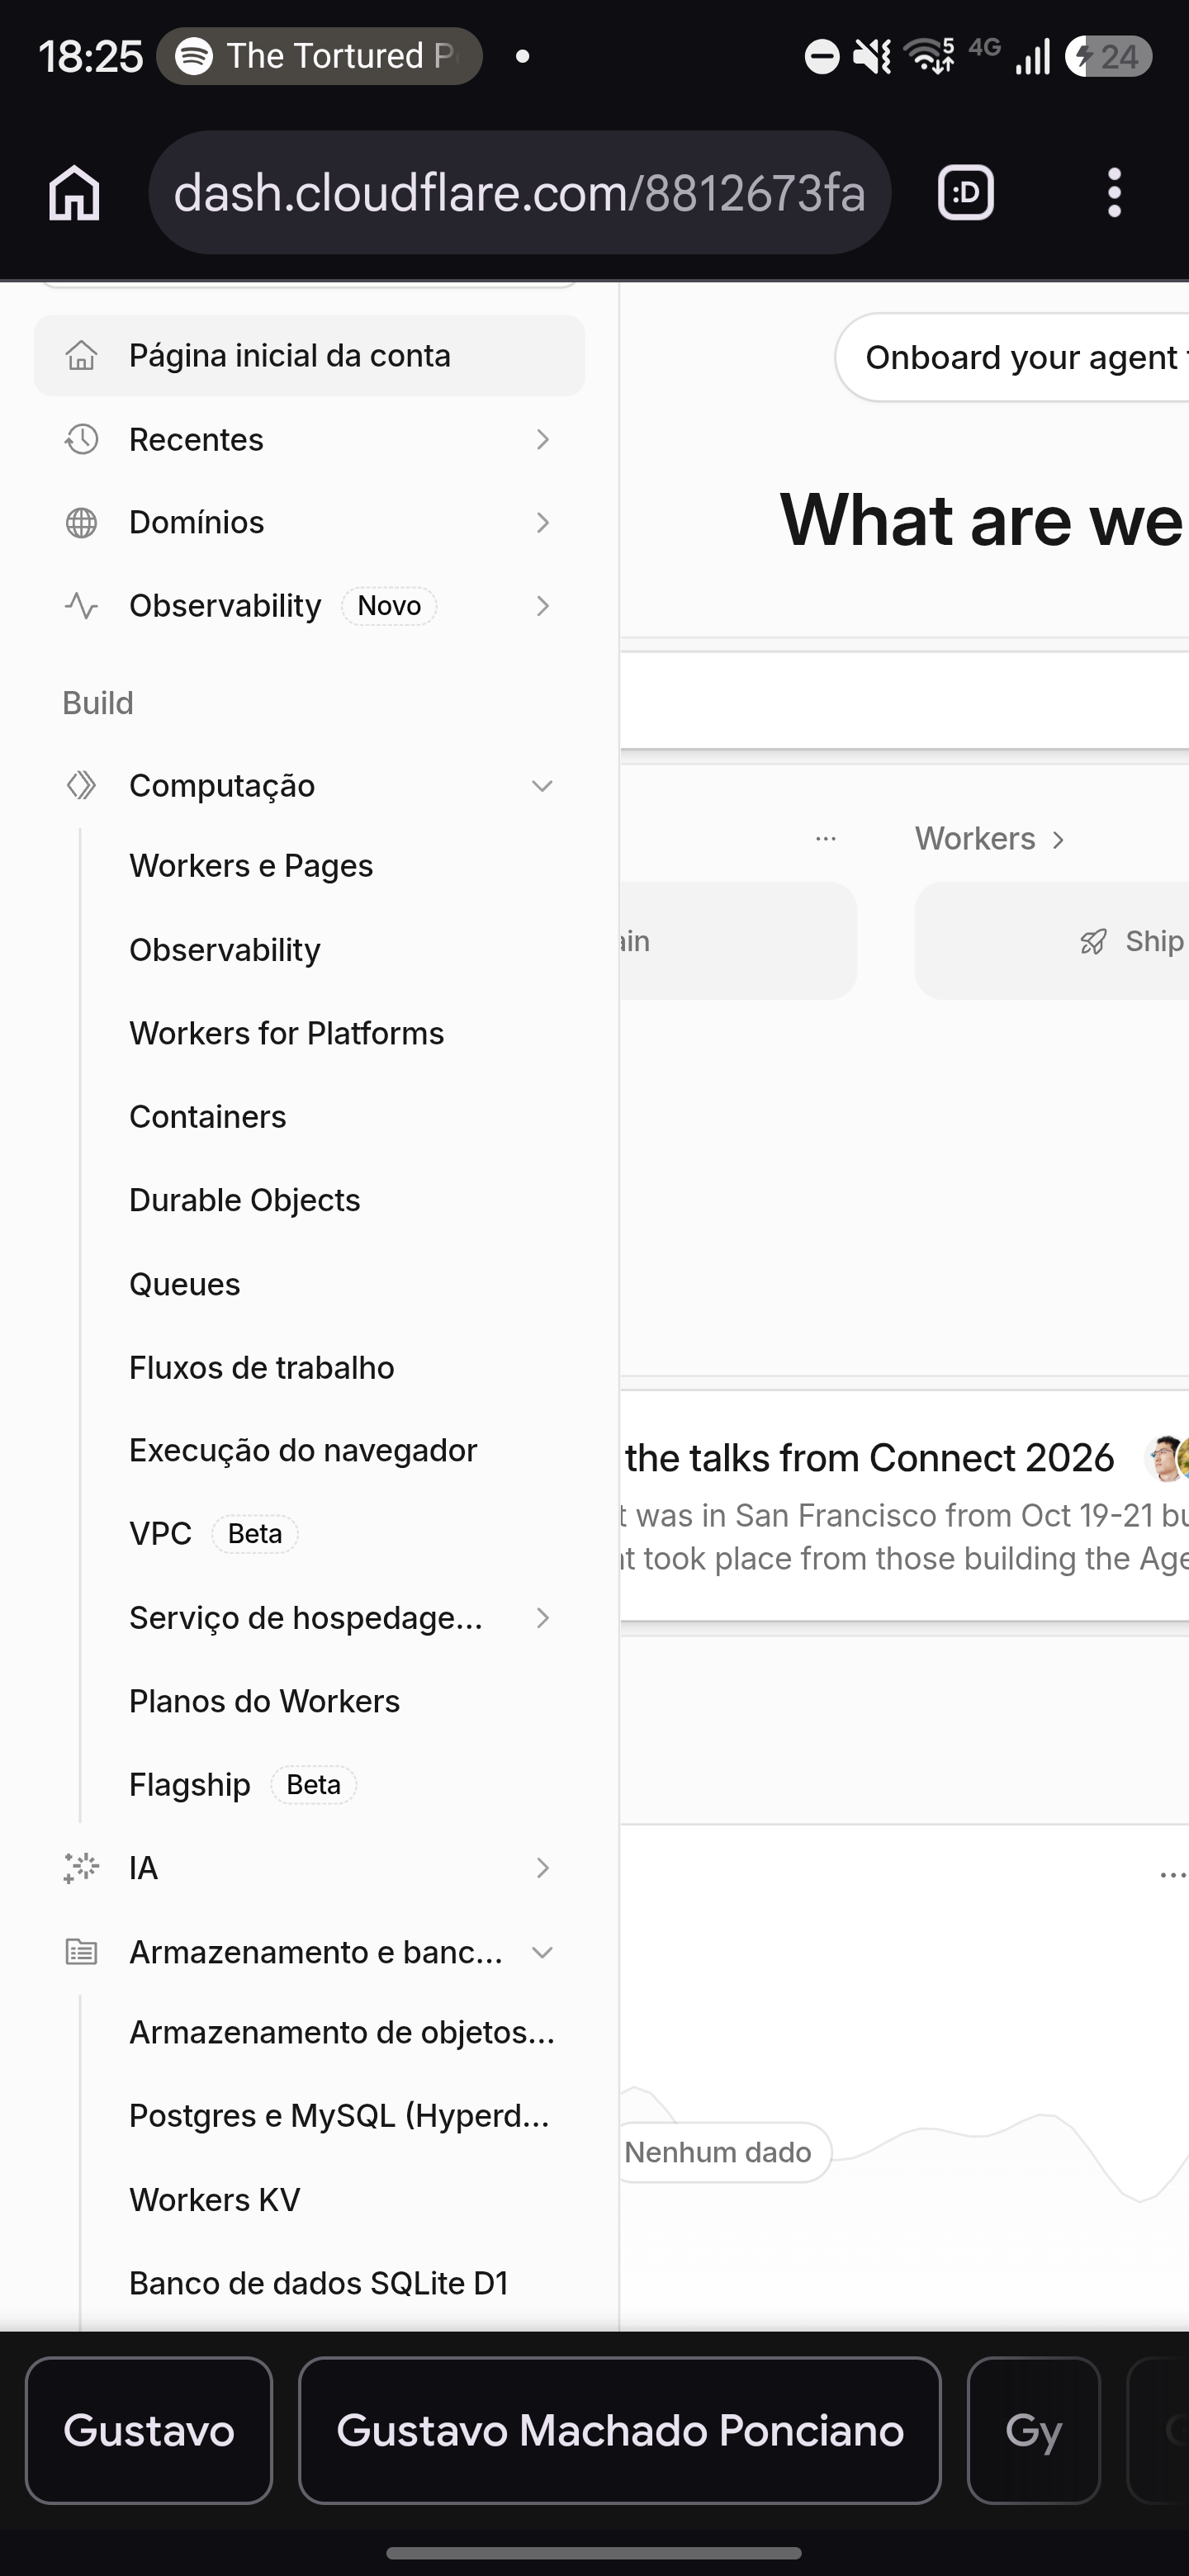 18:25
The Tortured P
5
4G
24
dash.cloudflare.com/8812673fa
:D
Página inicial da conta
Recentes
Domínios
Observability Novo
Build
Computação
Workers e Pages
Observability
Workers for Platforms
Containers
Durable Objects
Queues
Fluxos de trabalho
Execução do navegador
VPC Beta
Serviço de hospedage...
Planos do Workers
Flagship Beta
IA
Armazenamento e banc...
Armazenamento de objetos...
Postgres e MySQL (Hyperd...
Workers KV
Banco de dados SQLite D1
Onboard your agent
What are we
...
Workers
ain
Ship
the talks from Connect 2026
t was in San Francisco from Oct 19-21 bu
at took place from those building the Age
...
Nenhum dado
Gustavo
Gustavo Machado Ponciano
Gy